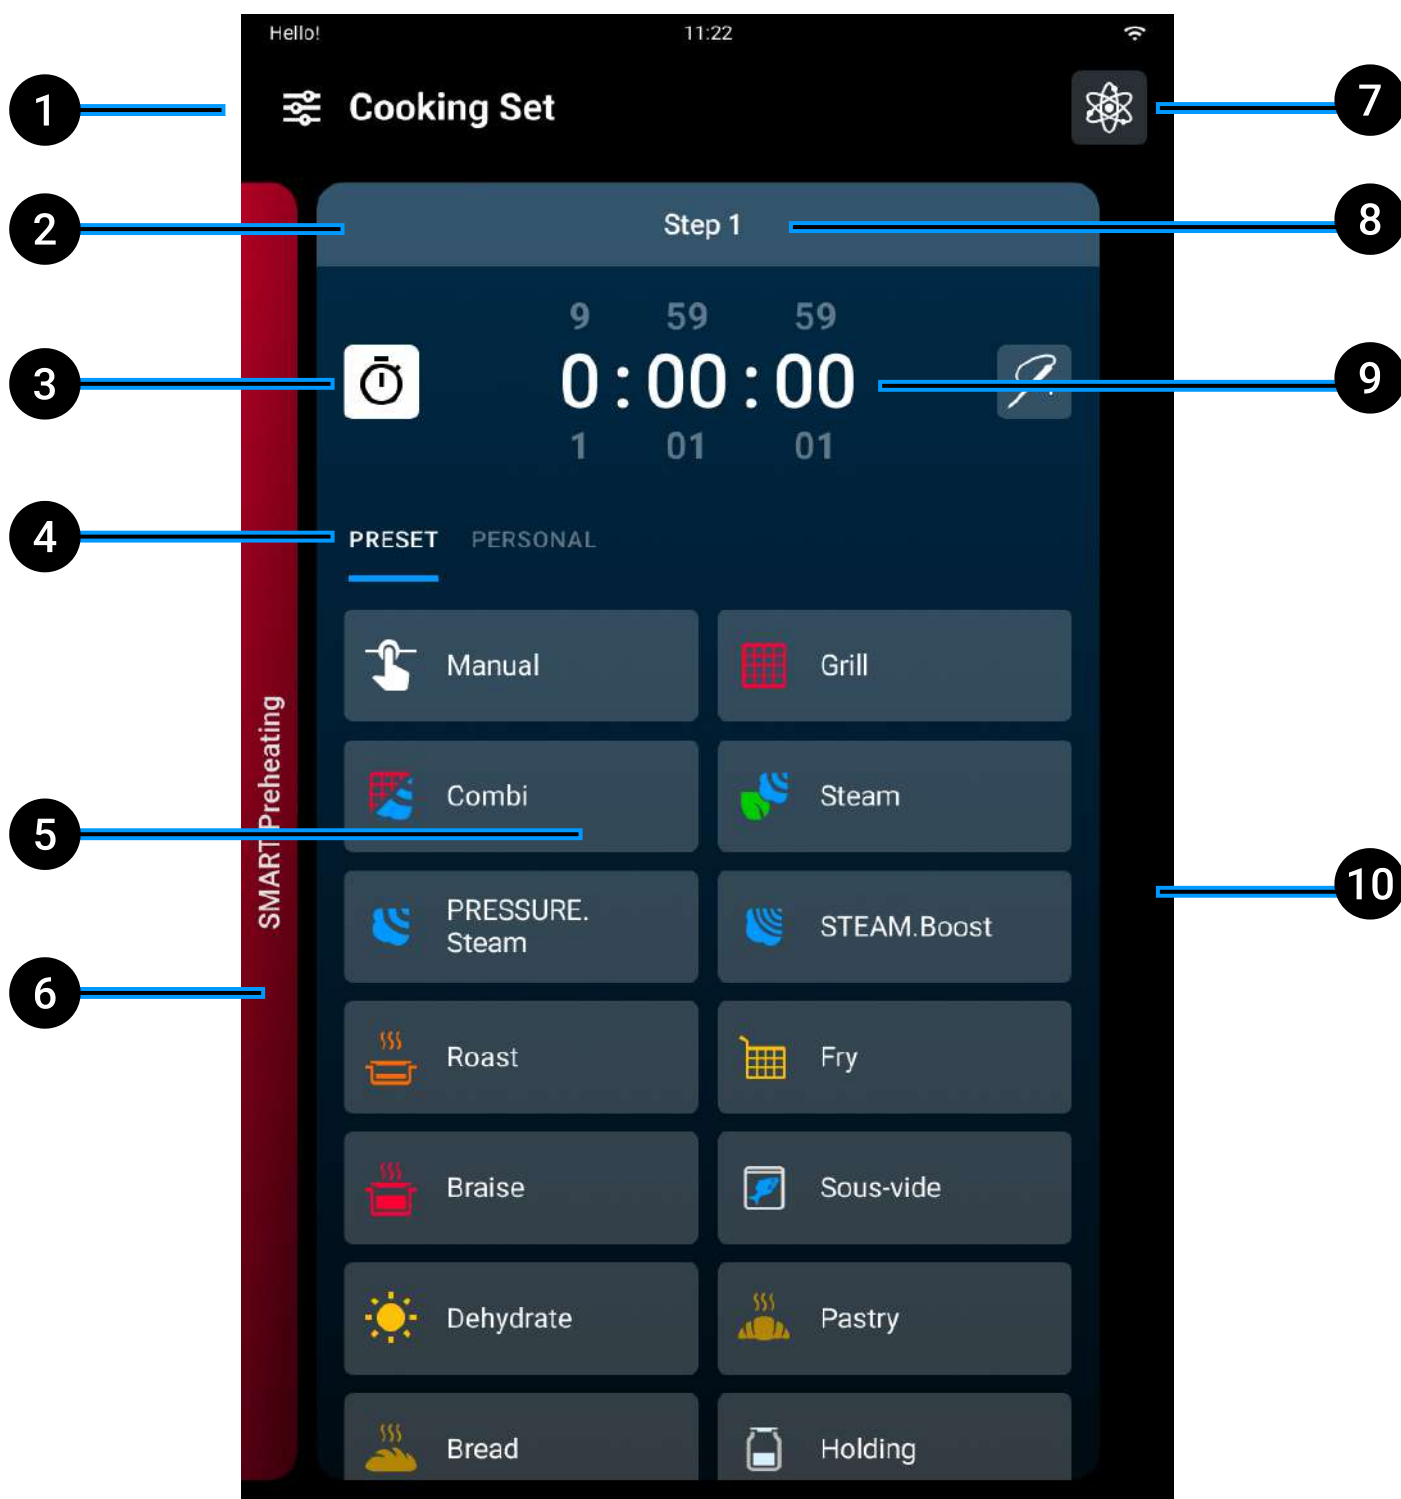 Hello!
11:22
1
Cooking Set
7
2
Step 1
8
9 59 59
3
0 : 00 : 00
9
1 01 01
4
PRESET PERSONAL
Manual
Grill
SMART Preheating
Combi
Steam
5
PRESSURE.
Steam
STEAM.Boost
10
6
Roast
Fry
Braise
Sous-vide
Dehydrate
Pastry
Bread
Holding